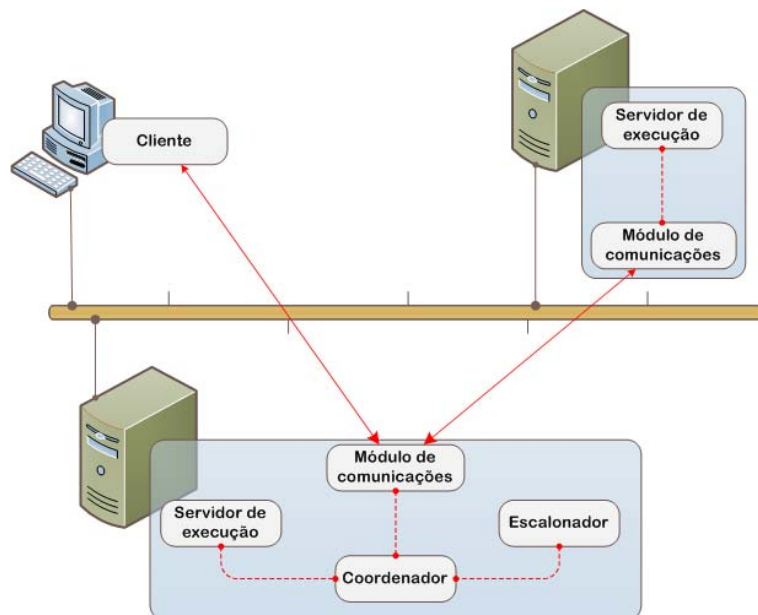 Cliente
Servidor de
execução
Módulo de
comunicações
Módulo de
comunicações
Servidor de
execução
Escalonador
Coordenador